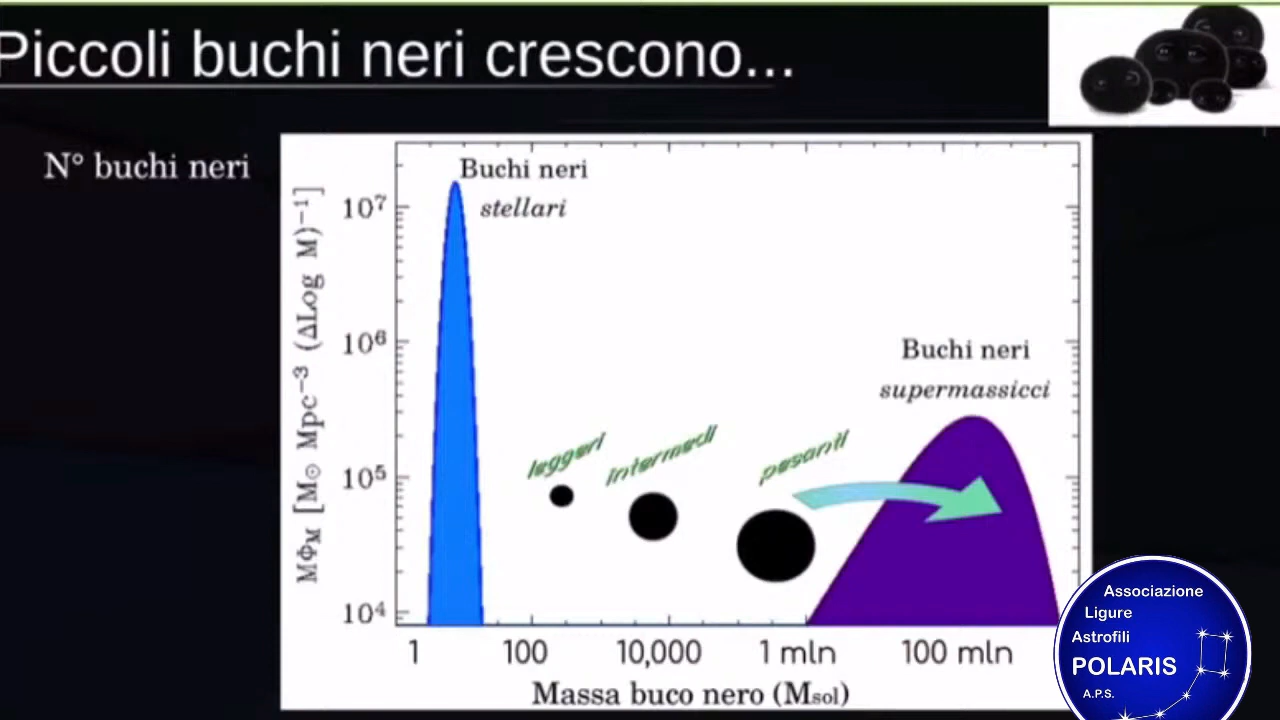 Piccoli buchi neri crescono...
N° buchi neri
Buchi neri
stellari
10⁷
10⁶
10⁵
10⁴
MΦM [M⊙ Mpc⁻³ (ΔLog M)⁻¹]
Buchi neri
supermassicci
leggeri
intermedi
pesanti
1 100 10,000 1 mln 100 mln
Massa buco nero (Msol)
Associazione
Ligure
Astrofili
POLARIS
A.P.S.